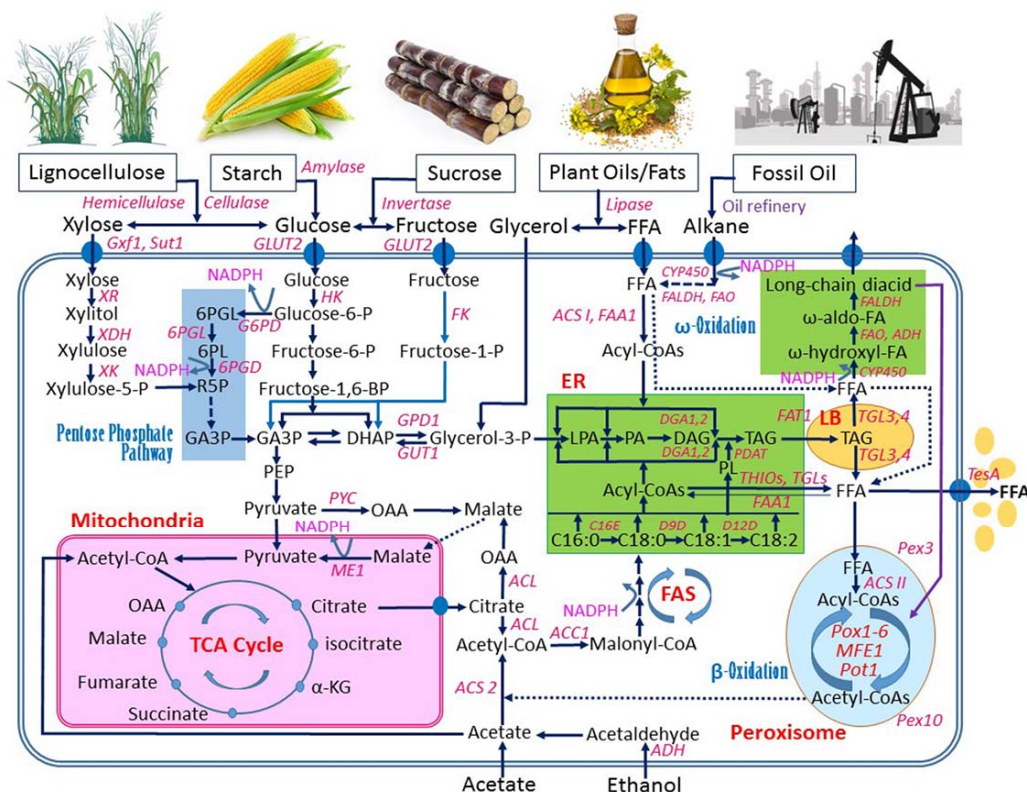 Lignocellulose
Starch
Amylase
Sucrose
Plant Oils/Fats
Fossil Oil
Hemicellulase Cellulase
Invertase
Lipase
Oil refinery
Xylose
Glucose
Fructose
Glycerol
FFA
Alkane
Gxf1, Sut1
GLUT2
GLUT2
Xylose
XR
Xylitol
XDH
Xylulose
XK
Xylulose-5-P
NADPH
6PGL
G6PD
6PGL
6PL
NADPH
6PGD
R5P
GA3P
Pentose Phosphate
Pathway
Glucose
HK
Glucose-6-P
Fructose-6-P
Fructose-1,6-BP
Fructose
FK
Fructose-1-P
GA3P
DHAP
GPD1
GUT1
Glycerol-3-P
FFA
CYP450
NADPH
FALDH, FAO
ACS I, FAA1
ω-Oxidation
Acyl-CoAs
Long-chain diacid
FALDH
ω-aldo-FA
FAO, ADH
ω-hydroxyl-FA
NADPH
CYP450
FFA
ER
DGA1,2
LPA
PA
DAG
TAG
DGA1,2
PDAT
PL
FAT1
LB
TGL3,4
TAG
TGL3,4
Acyl-CoAs
THIOs, TGLs
FAA1
FFA
TesA
FFA
C16E
D9D
D12D
C16:0
C18:0
C18:1
C18:2
PEP
Pyruvate
PYC
OAA
Malate
Mitochondria
NADPH
Acetyl-CoA
Pyruvate
Malate
ME1
OAA
Citrate
Malate
TCA Cycle
isocitrate
Fumarate
α-KG
Succinate
OAA
ACL
Citrate
ACL
Acetyl-CoA
ACC1
Malonyl-CoA
NADPH
FAS
ACS 2
Pex3
FFA
ACS II
Acyl-CoAs
Pox1-6
MFE1
Pot1
β-Oxidation
Acetyl-CoAs
Pex10
Peroxisome
Acetate
Acetaldehyde
ADH
Acetate
Ethanol